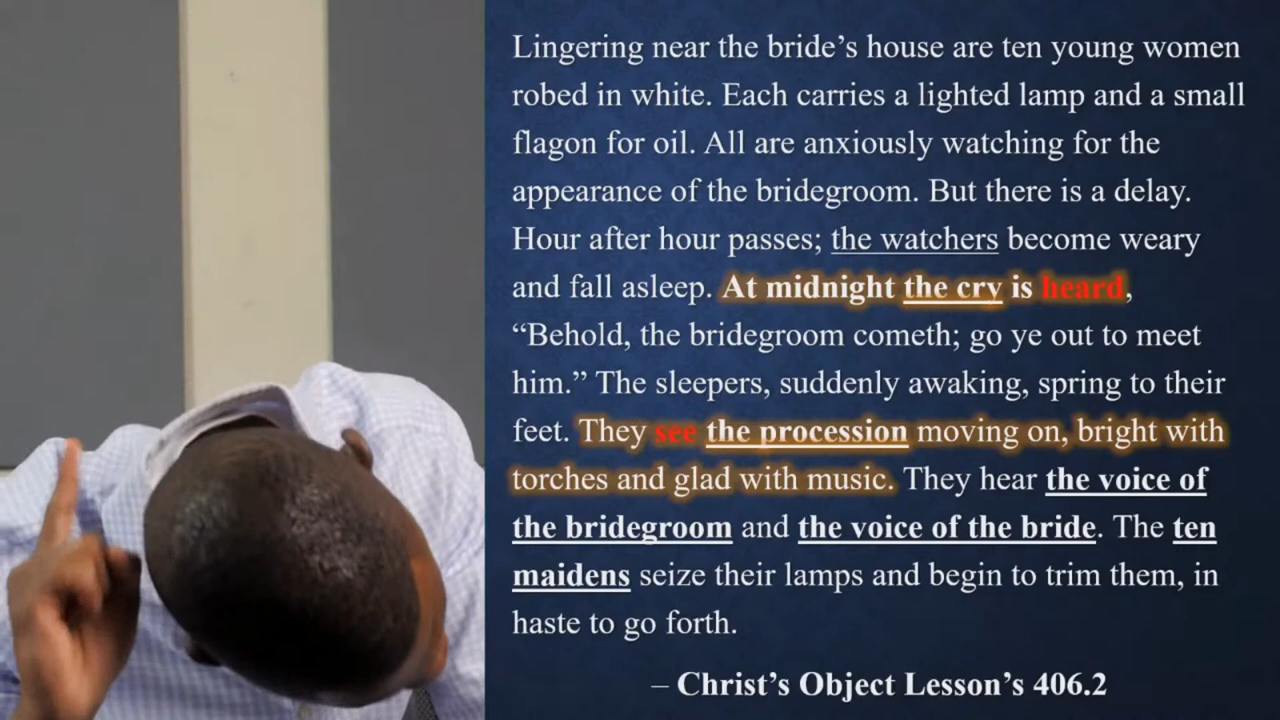 Lingering near the bride’s house are ten young women
robed in white. Each carries a lighted lamp and a small
flagon for oil. All are anxiously watching for the
appearance of the bridegroom. But there is a delay.
Hour after hour passes; the watchers become weary
and fall asleep. At midnight the cry is heard,
“Behold, the bridegroom cometh; go ye out to meet
him.” The sleepers, suddenly awaking, spring to their
feet. They see the procession moving on, bright with
torches and glad with music. They hear the voice of
the bridegroom and the voice of the bride. The ten
maidens seize their lamps and begin to trim them, in
haste to go forth.
– Christ’s Object Lesson’s 406.2